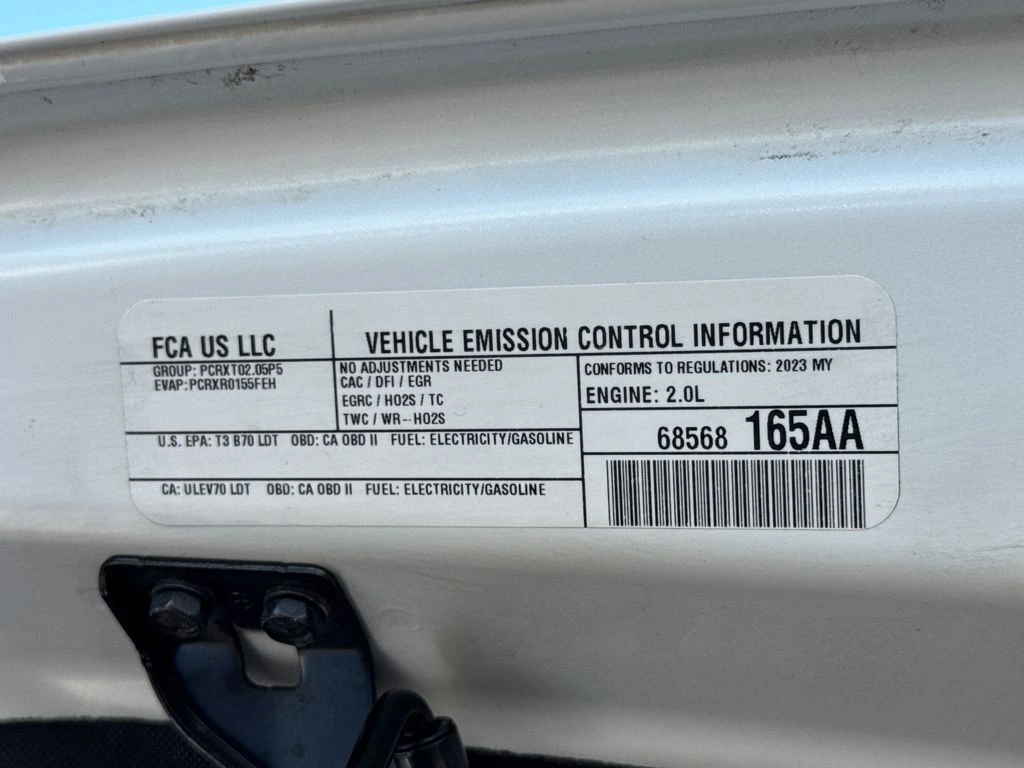 FCA US LLC
VEHICLE EMISSION CONTROL INFORMATION
GROUP: PCRXT02.05P5
EVAP: PCRXR0155FEH
NO ADJUSTMENTS NEEDED
CAC / DFI / EGR
EGRC / HO2S / TC
TWC / WR--HO2S
CONFORMS TO REGULATIONS: 2023 MY
ENGINE: 2.0L
68568 165AA
U.S. EPA: T3 B70 LDT OBD: CA OBD II FUEL: ELECTRICITY/GASOLINE
CA: ULEV70 LDT OBD: CA OBD II FUEL: ELECTRICITY/GASOLINE